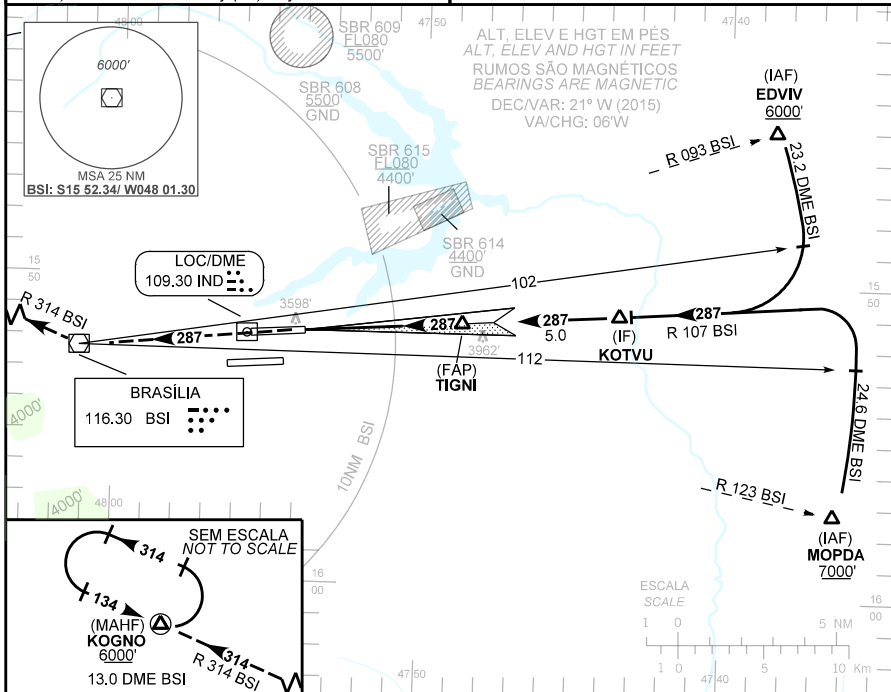 48 00
47 50
47 40
6000'
MSA 25 NM
BSI: S15 52.34/ W048 01.30
SBR 609
FL080
5500'
SBR 608
5500'
GND
SBR 615
FL080
4400'
SBR 614
4400'
GND
ALT, ELEV E HGT EM PÉS
ALT, ELEV AND HGT IN FEET
RUMOS SÃO MAGNÉTICOS
BEARINGS ARE MAGNETIC
DEC/VAR: 21º W (2015)
VA/CHG: 06'W
(IAF)
EDVIV
6000'
R 093 BSI
23.2 DME BSI
15
50
LOC/DME
109.30 IND
3598'
102
15
50
R 314 BSI
287
287
287
5.0
287
R 107 BSI
(IF)
KOTVU
3962'
(FAP)
TIGNI
112
BRASÍLIA
116.30 BSI
4000'
10NM BSI
24.6 DME BSI
R 123 BSI
(IAF)
MOPDA
7000'
4000'
48 00
SEM ESCALA
NOT TO SCALE
314
134
(MAHF)
KOGNO
6000'
13.0 DME BSI
314
R 314 BSI
16
00
16
00
ESCALA
SCALE
1 0 5 NM
1 0 5 10 Km
47 50
47 40